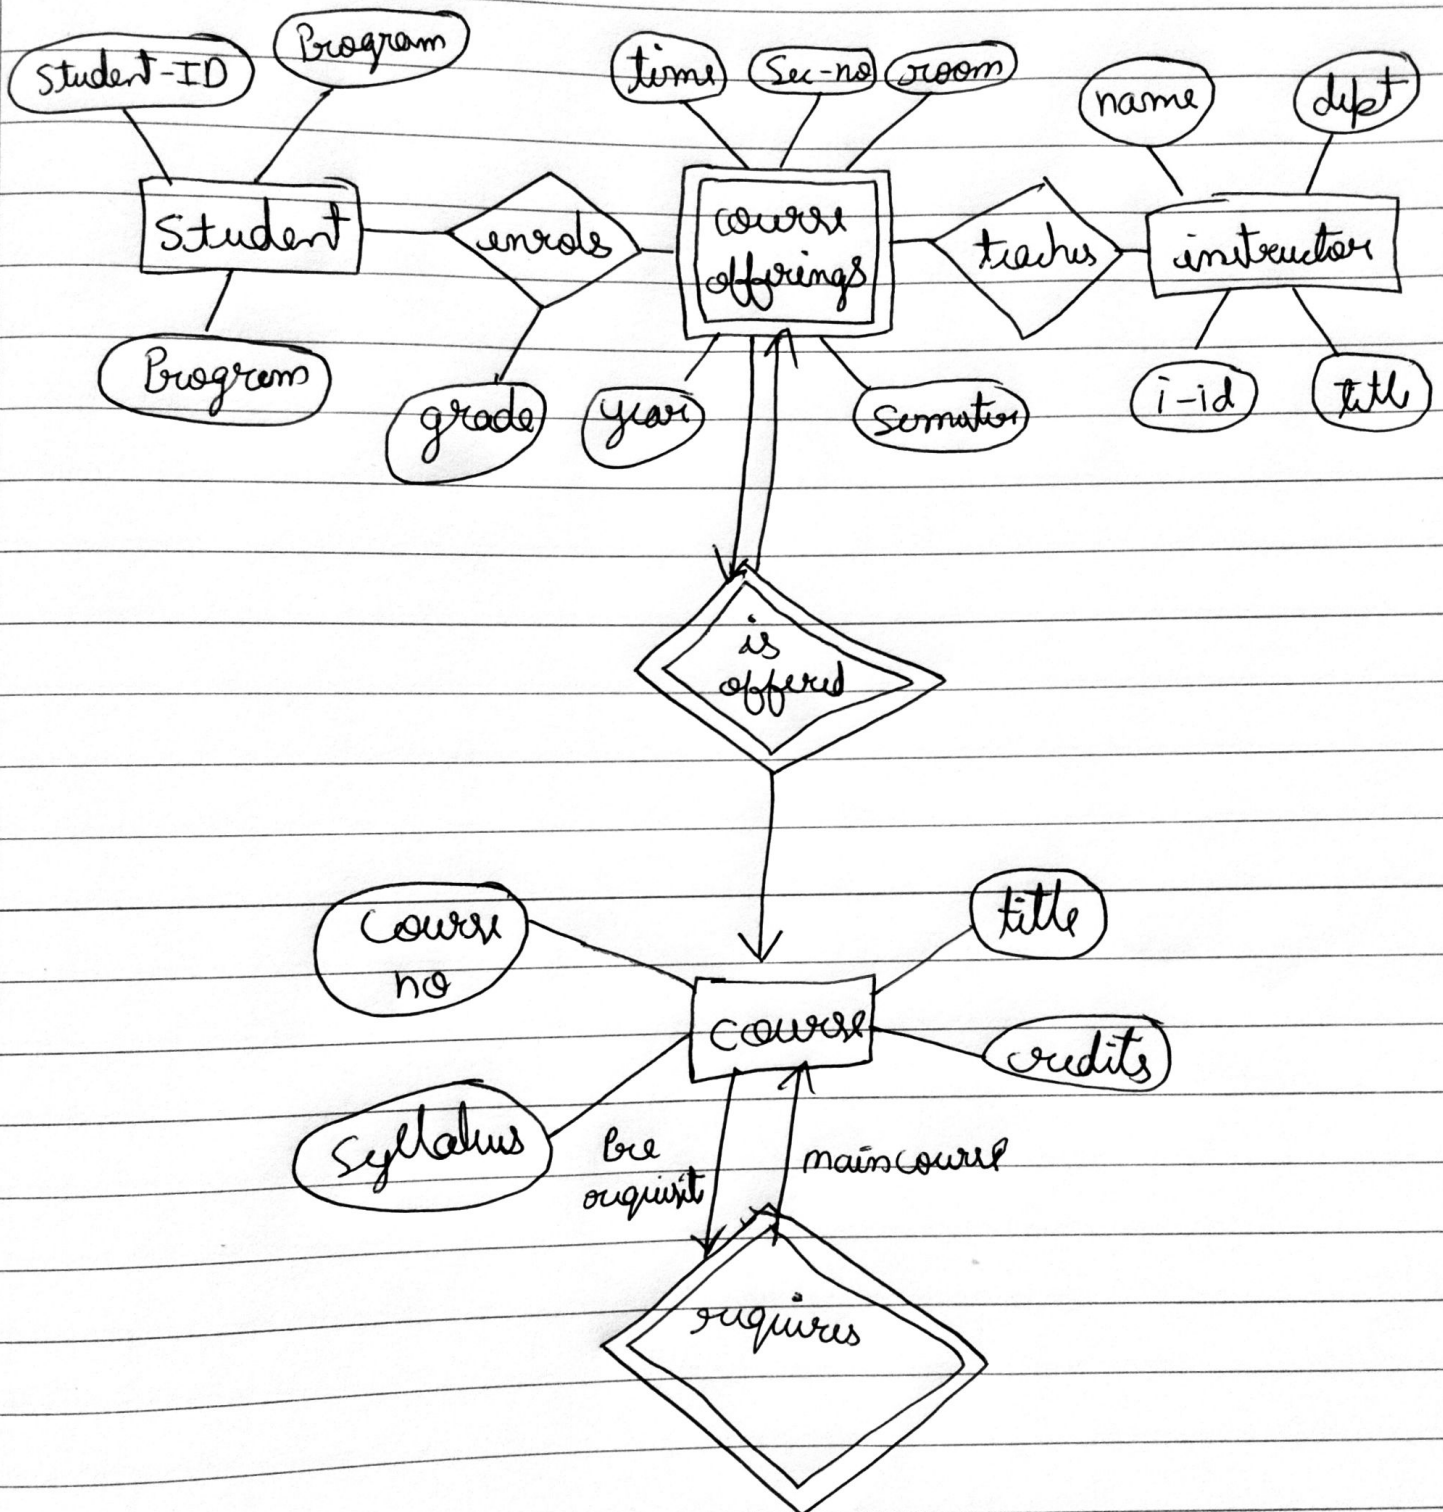 Student-ID
Program
time
Sec-no
room
name
dept
Student
enrols
course
offerings
teaches
instructor
Program
grade
year
Semester
i-id
title
is
offered
Course
no
title
course
credits
Syllabus
Pre
requisit
maincourse
requires